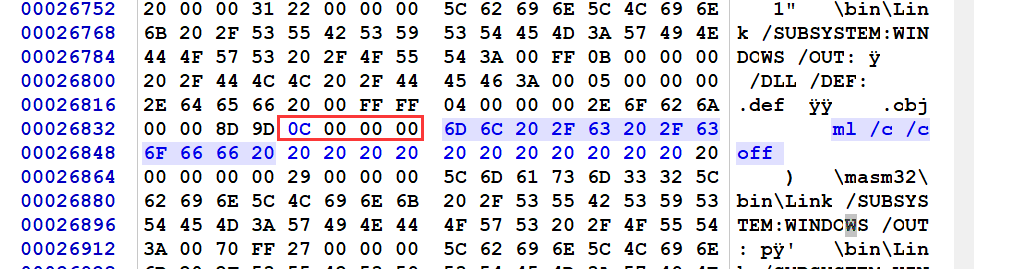 00026752 20 00 00 31 22 00 00 00 5C 62 69 6E 5C 4C 69 6E 1" \bin\Lin
00026768 6B 20 2F 53 55 42 53 59 53 54 45 4D 3A 57 49 4E k /SUBSYSTEM:WIN
00026784 44 4F 57 53 20 2F 4F 55 54 3A 00 FF 0B 00 00 00 DOWS /OUT: ÿ
00026800 20 2F 44 4C 4C 20 2F 44 45 46 3A 00 05 00 00 00 /DLL /DEF:
00026816 2E 64 65 66 20 00 FF FF 04 00 00 00 2E 6F 62 6A .def ÿÿ .obj
00026832 00 00 8D 9D 0C 00 00 00 6D 6C 20 2F 63 20 2F 63 ml /c /c
00026848 6F 66 66 20 20 20 20 20 20 20 20 20 20 20 20 20 off
00026864 00 00 00 00 29 00 00 00 5C 6D 61 73 6D 33 32 5C ) \masm32\
00026880 62 69 6E 5C 4C 69 6E 6B 20 2F 53 55 42 53 59 53 bin\Link /SUBSYS
00026896 54 45 4D 3A 57 49 4E 44 4F 57 53 20 2F 4F 55 54 TEM:WINDOWS /OUT
00026912 3A 00 70 FF 27 00 00 00 5C 62 69 6E 5C 4C 69 6E : pÿ' \bin\Lin